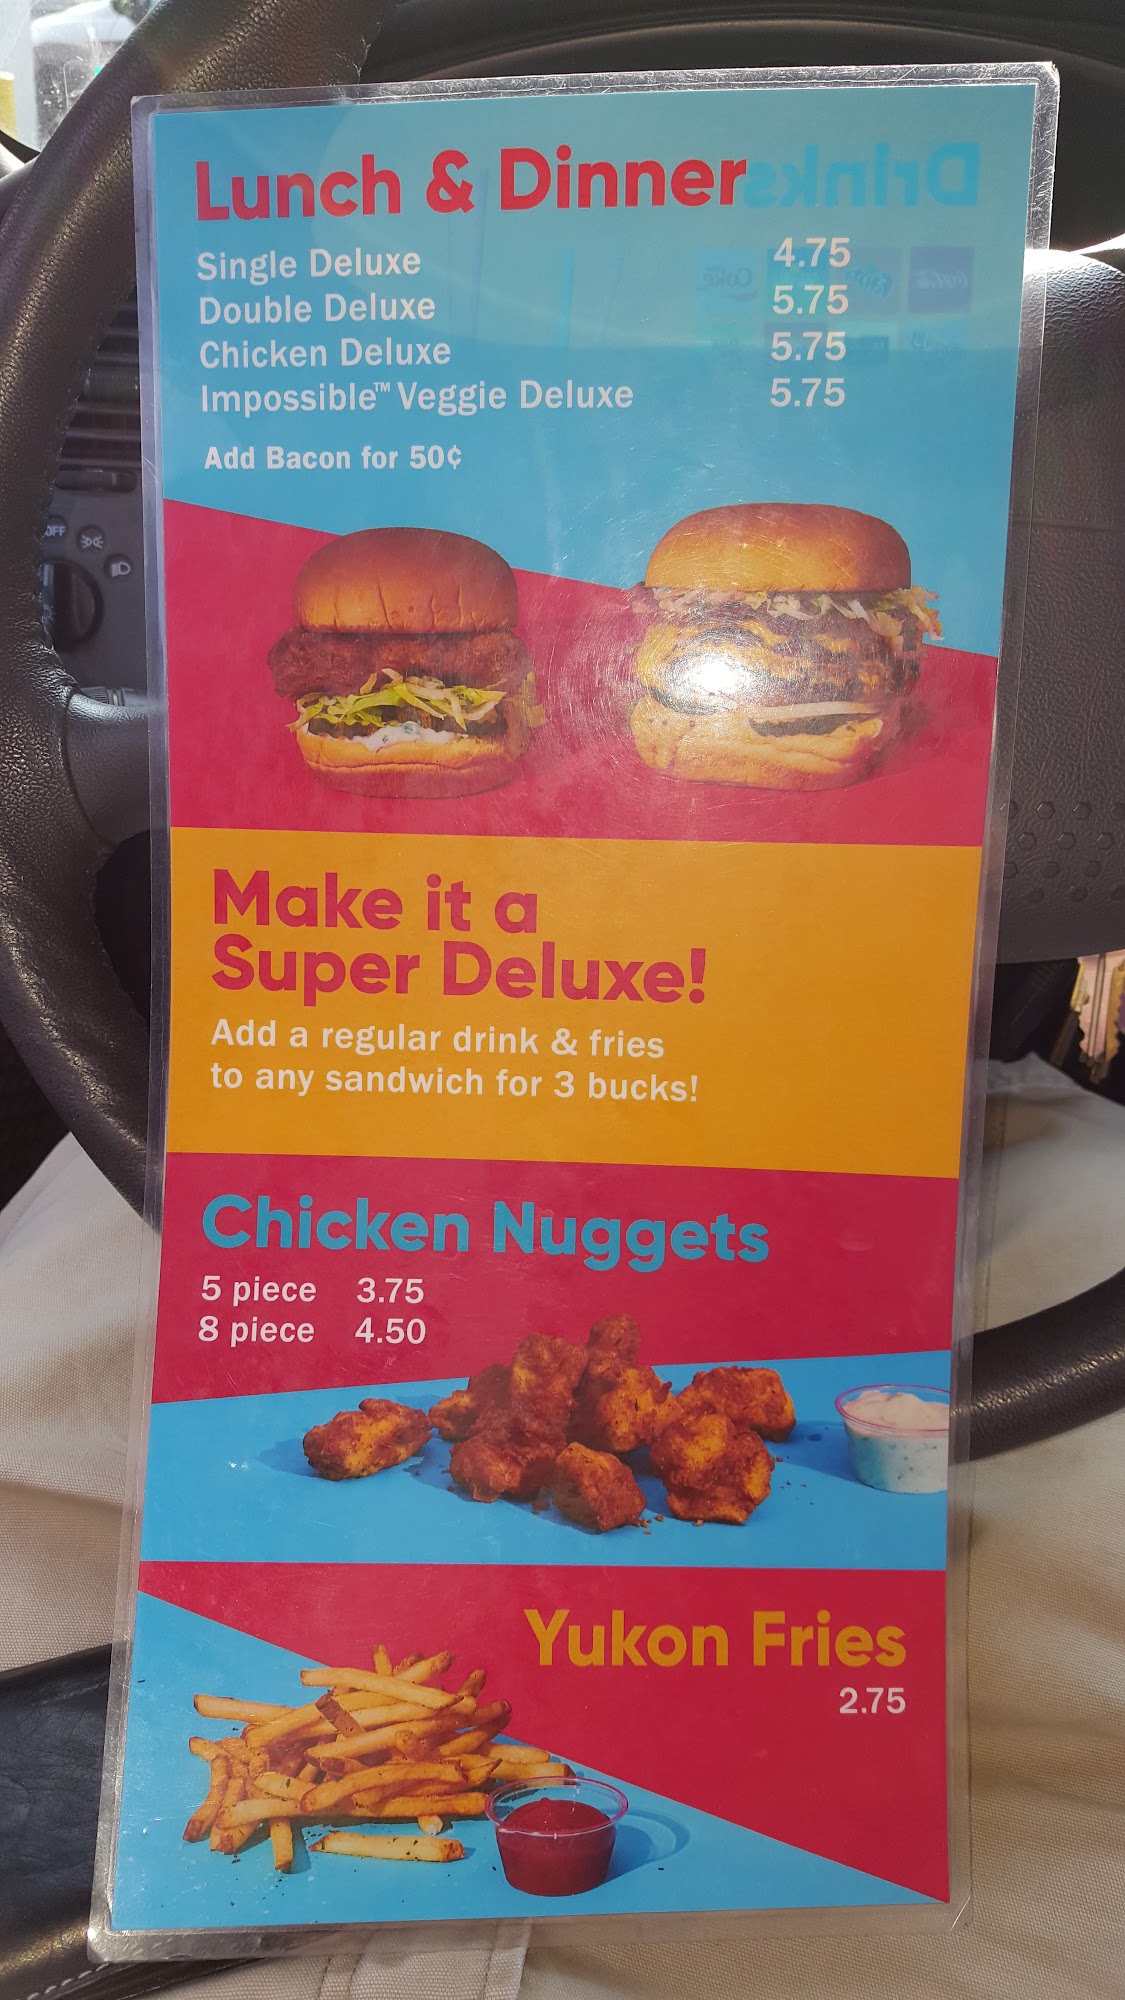 Lunch & Dinner
Drinks
Single Deluxe 4.75
Double Deluxe 5.75
Chicken Deluxe 5.75
Impossible™ Veggie Deluxe 5.75
Add Bacon for 50¢
OFF
Make it a
Super Deluxe!
Add a regular drink & fries
to any sandwich for 3 bucks!
Chicken Nuggets
5 piece 3.75
8 piece 4.50
Yukon Fries
2.75